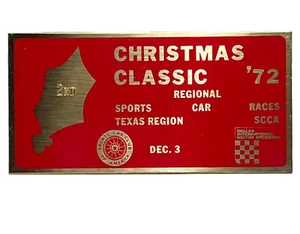 CHRISTMAS
CLASSIC '72
2ND
REGIONAL
SPORTS CAR RACES
TEXAS REGION SCCA
DEC. 3
DALLAS
INTERNATIONAL
MOTOR SPEEDWAY